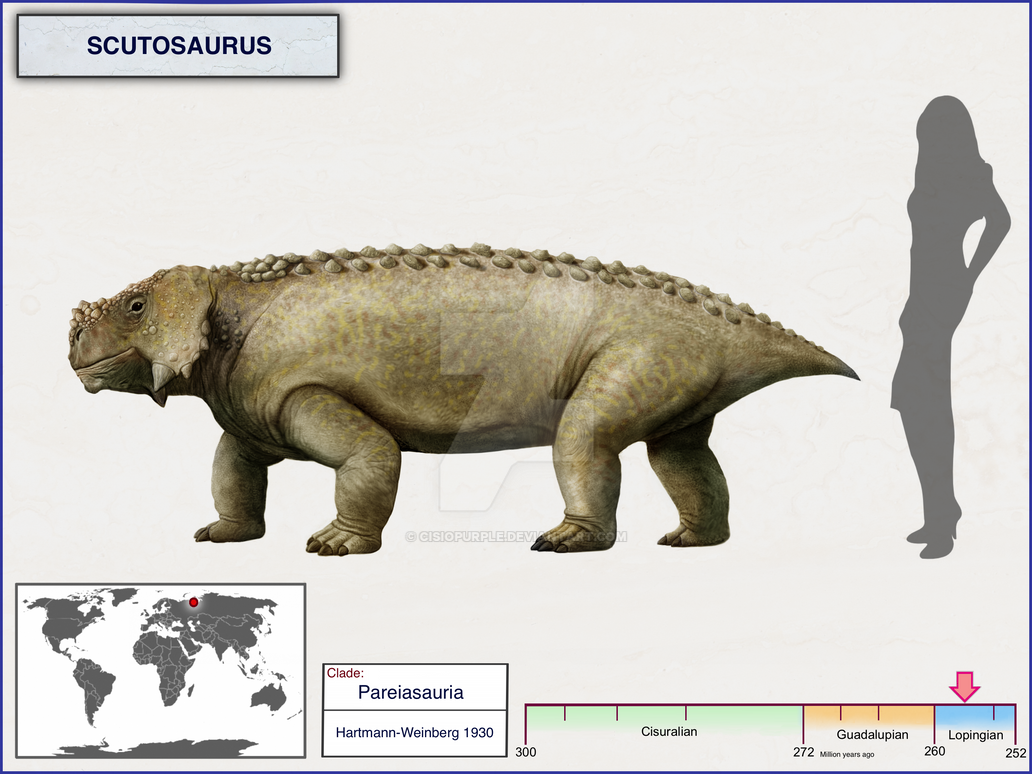 SCUTOSAURUS
© CISIOPURPLE.DEVIANTART.COM
Clade:
Pareiasauria
Hartmann-Weinberg 1930
Cisuralian
Guadalupian
Lopingian
300
272
Million years ago
260
252